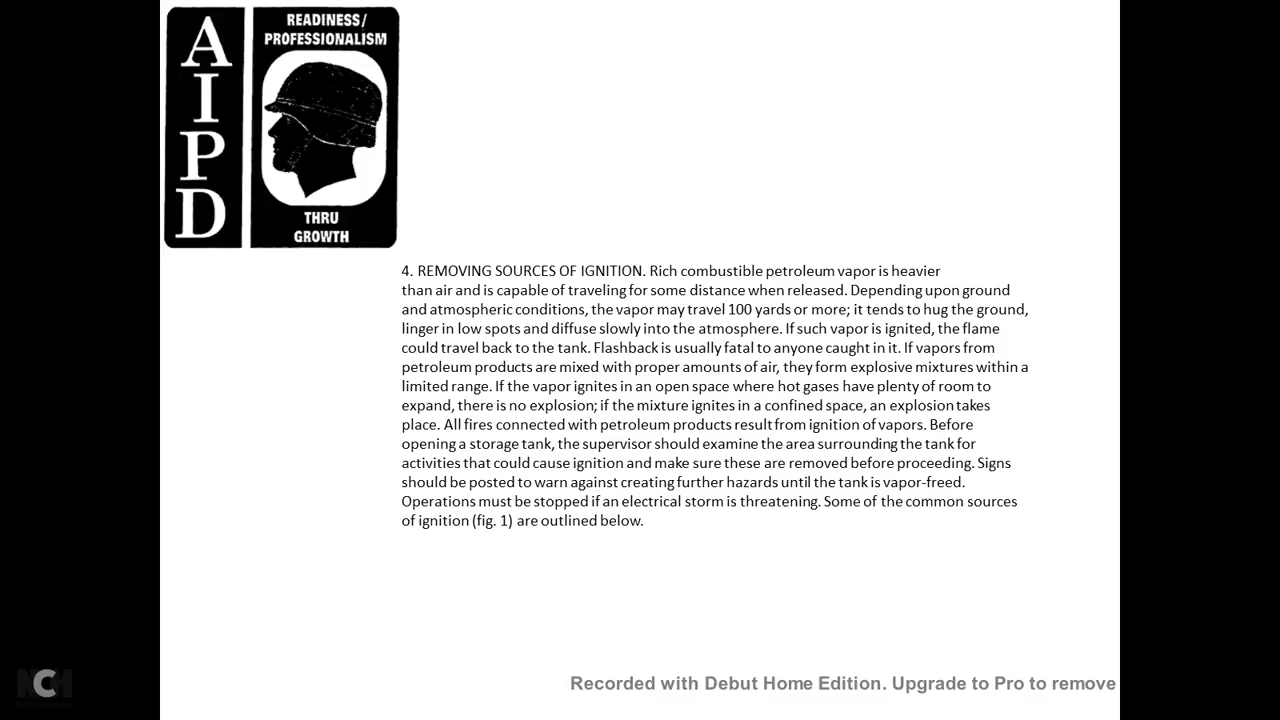 A
I
P
D
READINESS/
PROFESSIONALISM
THRU
GROWTH
4. REMOVING SOURCES OF IGNITION. Rich combustible petroleum vapor is heavier
than air and is capable of traveling for some distance when released. Depending upon ground
and atmospheric conditions, the vapor may travel 100 yards or more; it tends to hug the ground,
linger in low spots and diffuse slowly into the atmosphere. If such vapor is ignited, the flame
could travel back to the tank. Flashback is usually fatal to anyone caught in it. If vapors from
petroleum products are mixed with proper amounts of air, they form explosive mixtures within a
limited range. If the vapor ignites in an open space where hot gases have plenty of room to
expand, there is no explosion; if the mixture ignites in a confined space, an explosion takes
place. All fires connected with petroleum products result from ignition of vapors. Before
opening a storage tank, the supervisor should examine the area surrounding the tank for
activities that could cause ignition and make sure these are removed before proceeding. Signs
should be posted to warn against creating further hazards until the tank is vapor-freed.
Operations must be stopped if an electrical storm is threatening. Some of the common sources
of ignition (fig. 1) are outlined below.
NCH
Recorded with Debut Home Edition. Upgrade to Pro to remove